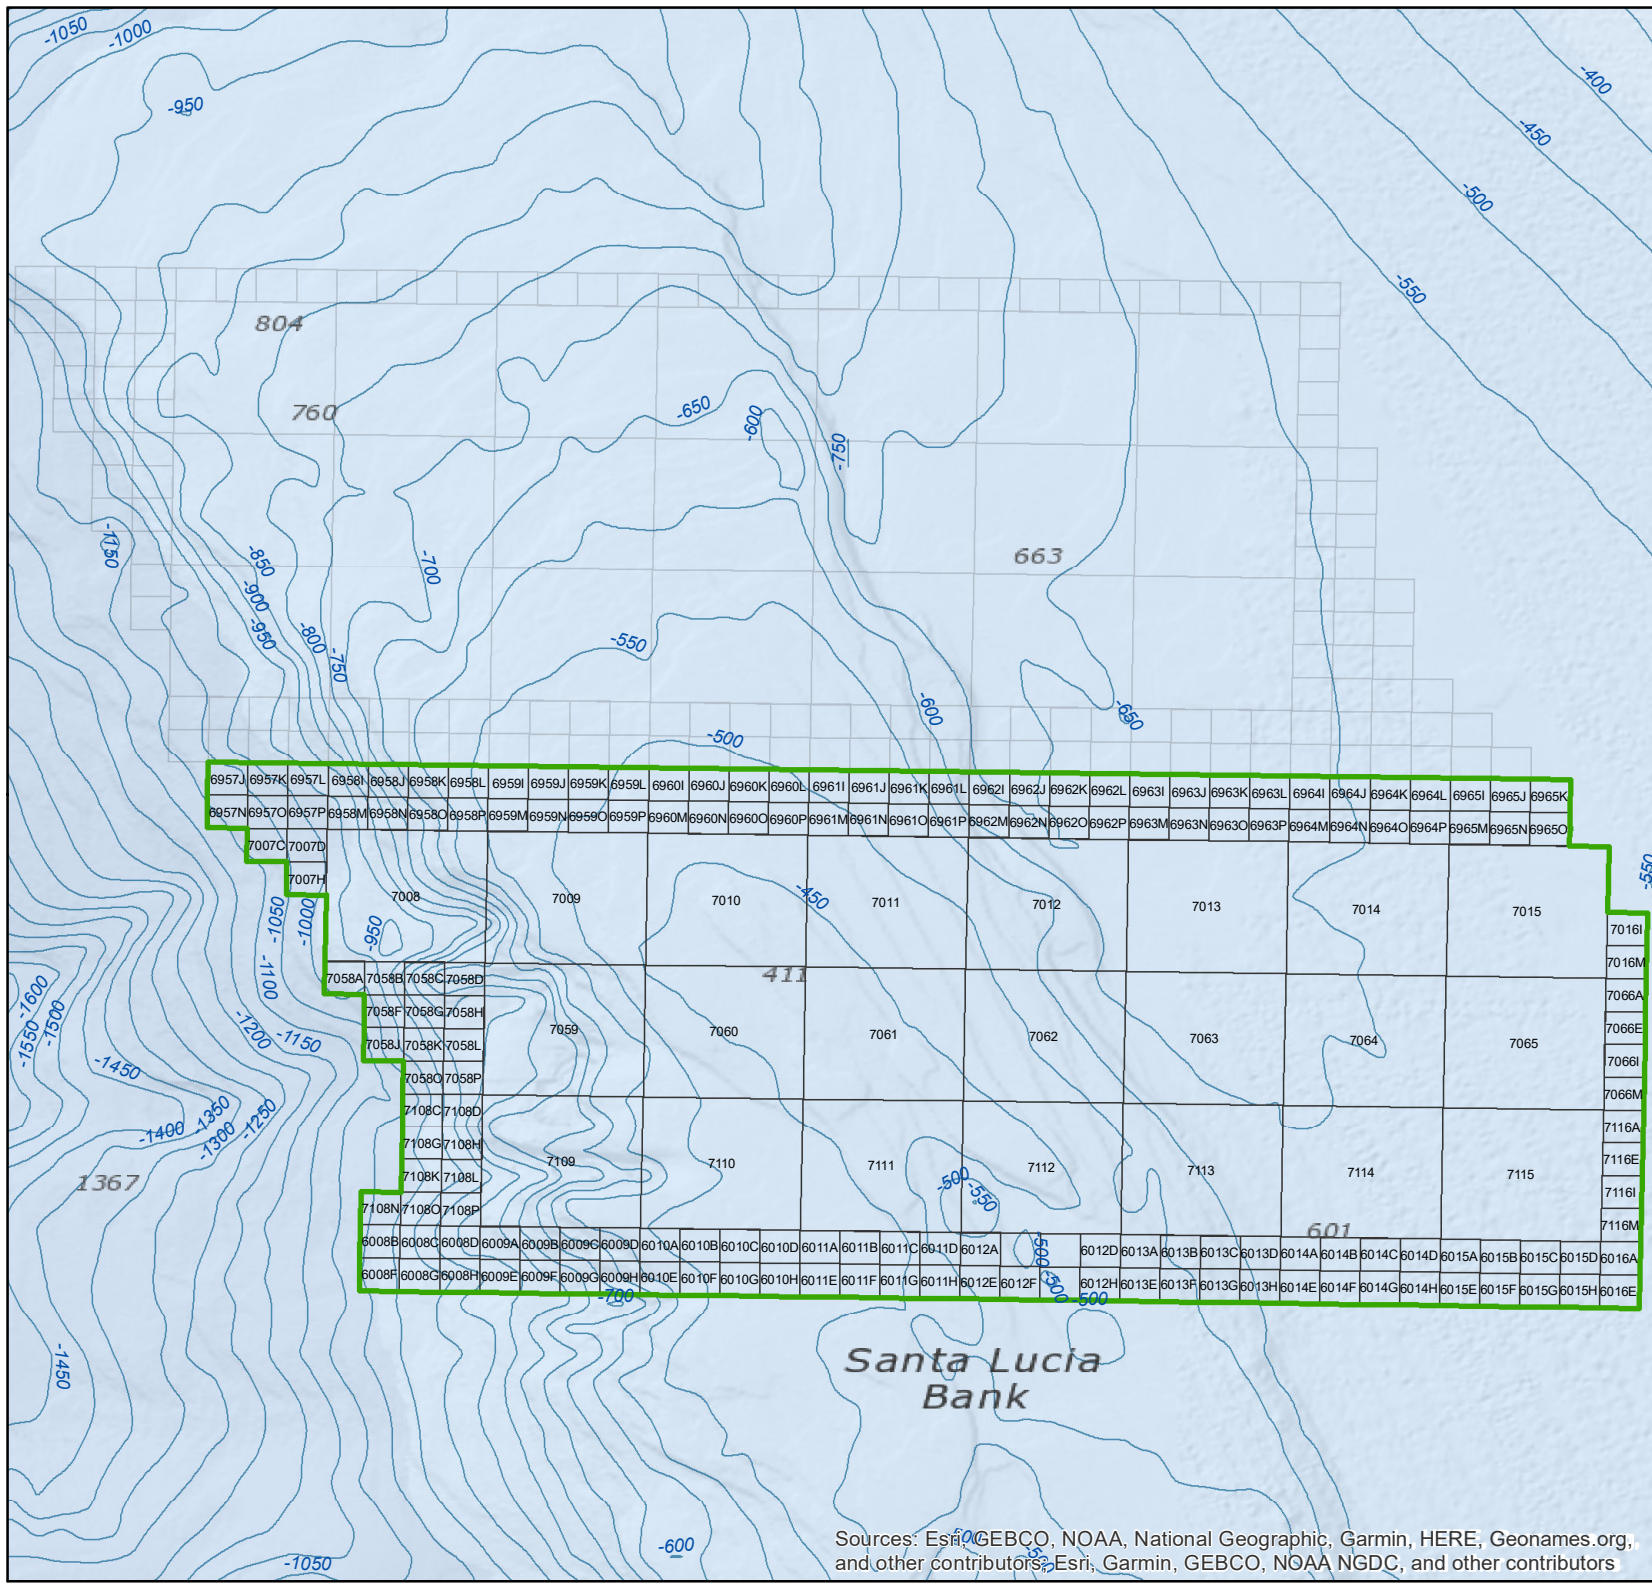 -1050
-1000
-950
-400
-450
-500
-550
804
760
-650
-600
-750
663
-1150
-850
-900
-950
-800
-750
-700
-550
-600
-650
-500
6957J 6957K 6957L 6958I 6958J 6958K 6958L 6959I 6959J 6959K 6959L 6960I 6960J 6960K 6960L 6961I 6961J 6961K 6961L 6962I 6962J 6962K 6962L 6963I 6963J 6963K 6963L 6964I 6964J 6964K 6964L 6965I 6965J 6965K
6957N 6957O 6957P 6958M 6958N 6958O 6958P 6959M 6959N 6959O 6959P 6960M 6960N 6960O 6960P 6961M 6961N 6961O 6961P 6962M 6962N 6962O 6962P 6963M 6963N 6963O 6963P 6964M 6964N 6964O 6964P 6965M 6965N 6965O
7007C 7007D
7007H
-550
7008 7009 7010 7011 7012 7013 7014 7015
-450
-1050
-1000
-950
-1100
7016I
7016M
411
7058A 7058B 7058C 7058D
7066A
7058F 7058G 7058H
7059 7060 7061 7062 7063 7064 7065
7066E
7058J 7058K 7058L
7066I
7058O 7058P
7066M
-1600
-1550
-1500
-1200
-1150
-1450
-1400
-1350
-1300
-1250
7108C 7108D
7116A
7108G 7108H
7109 7110 7111 7112 7113 7114 7115
7116E
7108K 7108L
7116I
1367
-500
-550
7108N 7108O 7108P
7116M
601
6008B 6008C 6008D 6009A 6009B 6009C 6009D 6010A 6010B 6010C 6010D 6011A 6011B 6011C 6011D 6012A 6012D 6013A 6013B 6013C 6013D 6014A 6014B 6014C 6014D 6015A 6015B 6015C 6015D 6016A
-500
6008F 6008G 6008H 6009E 6009F 6009G 6009H 6010E 6010F 6010G 6010H 6011E 6011F 6011G 6011H 6012E 6012F 6012H 6013E 6013F 6013G 6013H 6014E 6014F 6014G 6014H 6015E 6015F 6015G 6015H 6016E
-500
-700
-500
-1450
Santa Lucia
Bank
-600
-1050
-500
-500
Sources: Esri, GEBCO, NOAA, National Geographic, Garmin, HERE, Geonames.org,
and other contributors, Esri, Garmin, GEBCO, NOAA NGDC, and other contributors